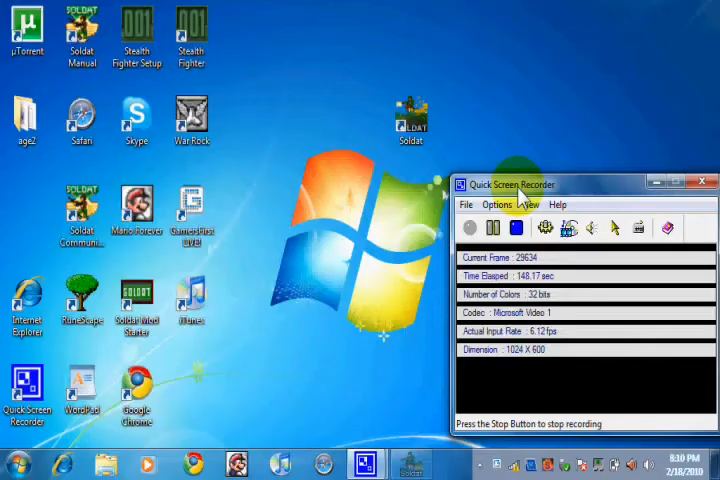 µTorrent
Soldat
Manual
Stealth
Fighter Setup
Stealth
Fighter
age2
Safari
Skype
War Rock
SOLDAT
Soldat
Soldat
Communi...
Mario Forever
GamersFirst
LIVE!
Internet
Explorer
RuneScape
SOLDAT
Soldat Mod
Starter
iTunes
Quick Screen
Recorder
WordPad
Google
Chrome
Quick Screen Recorder
File Options View Help
Current Frame : 29634
Time Elasped : 148.17 sec
Number of Colors : 32 bits
Codec : Microsoft Video 1
Actual Input Rate : 6.12 fps
Dimension : 1024 X 600
Press the Stop Button to stop recording
8:10 PM
2/18/2010